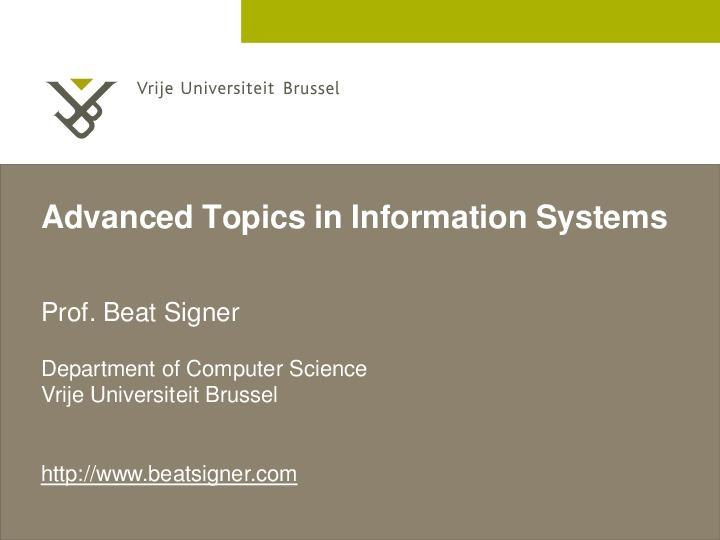 Vrije Universiteit Brussel
Advanced Topics in Information Systems
Prof. Beat Signer
Department of Computer Science
Vrije Universiteit Brussel
http://www.beatsigner.com